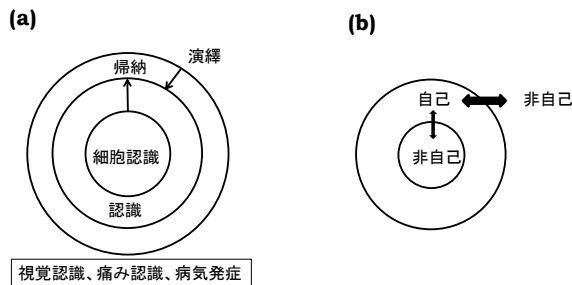 (a)
演繹
帰納
細胞認識
認識
視覚認識、痛み認識、病気発症
(b)
自己
非自己
非自己